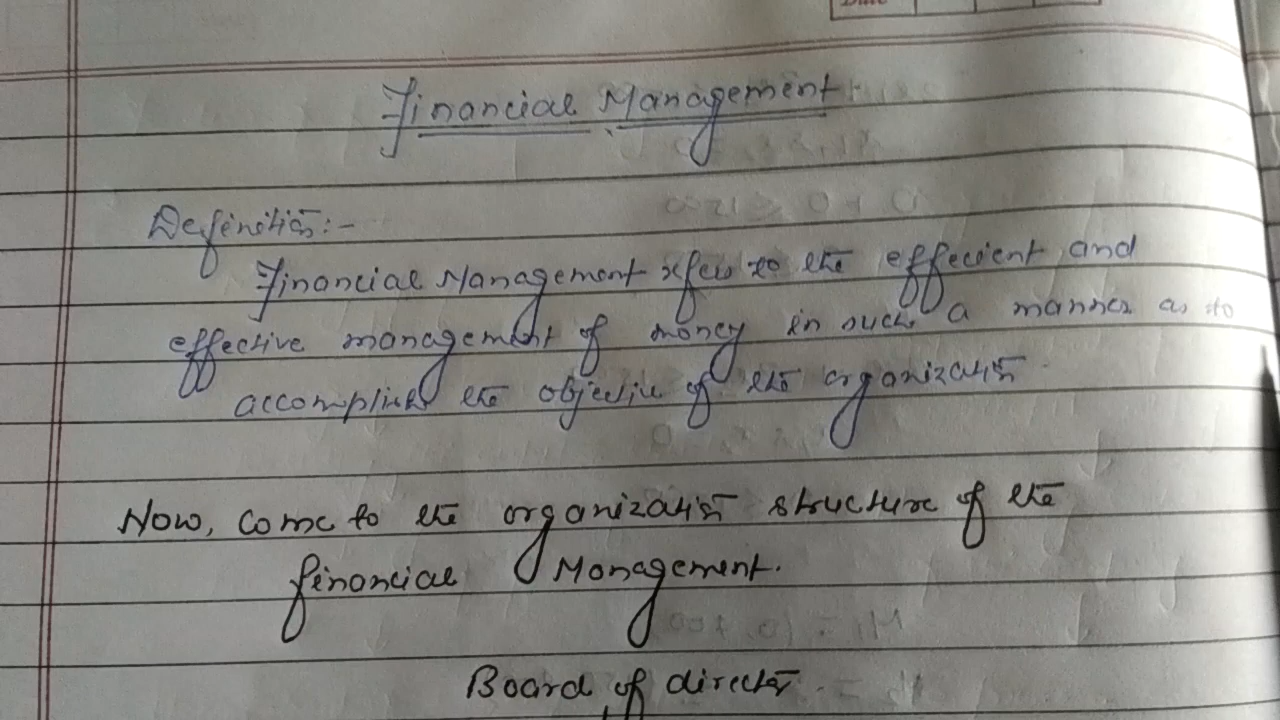 Date
Financial Management
Definition:-
Financial Management refers to the effecient and
effective management of money in such a manner as to
accomplish the objective of the organization.
Now, come to the organization structure of the
financial Management.
Board of director.